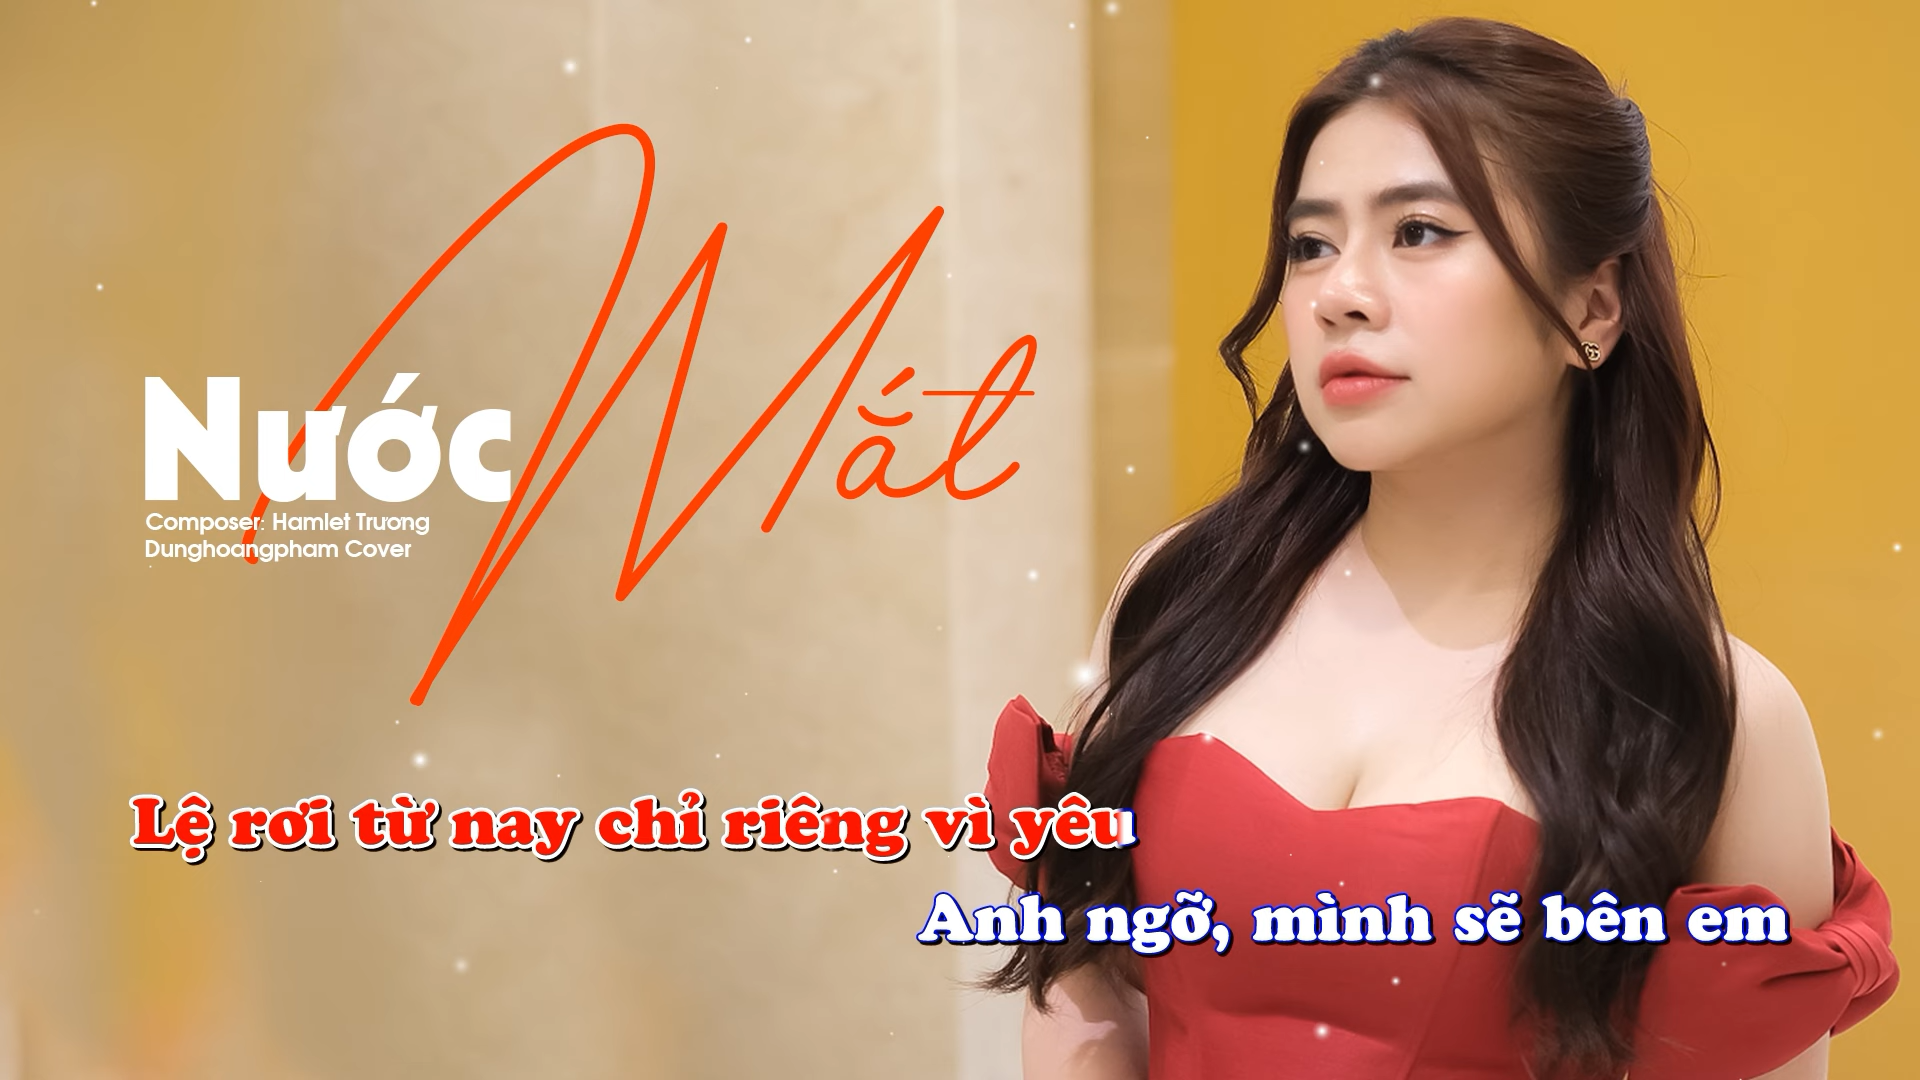 Nước Mắt
Composer: Hamlet Trương
Dunghoangpham Cover
Lệ rơi từ nay chỉ riêng vì yêu
Anh ngỡ, mình sẽ bên em